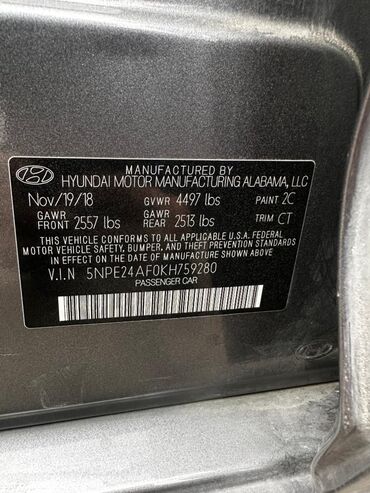 MANUFACTURED BY
HYUNDAI MOTOR MANUFACTURING ALABAMA, LLC
Nov/19/18 GVWR 4497 lbs PAINT 2C
GAWR FRONT 2557 lbs GAWR REAR 2513 lbs TRIM CT
THIS VEHICLE CONFORMS TO ALL APPLICABLE U.S.A. FEDERAL
MOTOR VEHICLE SAFETY, BUMPER, AND THEFT PREVENTION STANDARDS
IN EFFECT ON THE DATE OF MANUFACTURE SHOWN ABOVE.
V.I.N 5NPE24AF0KH759280
PASSENGER CAR